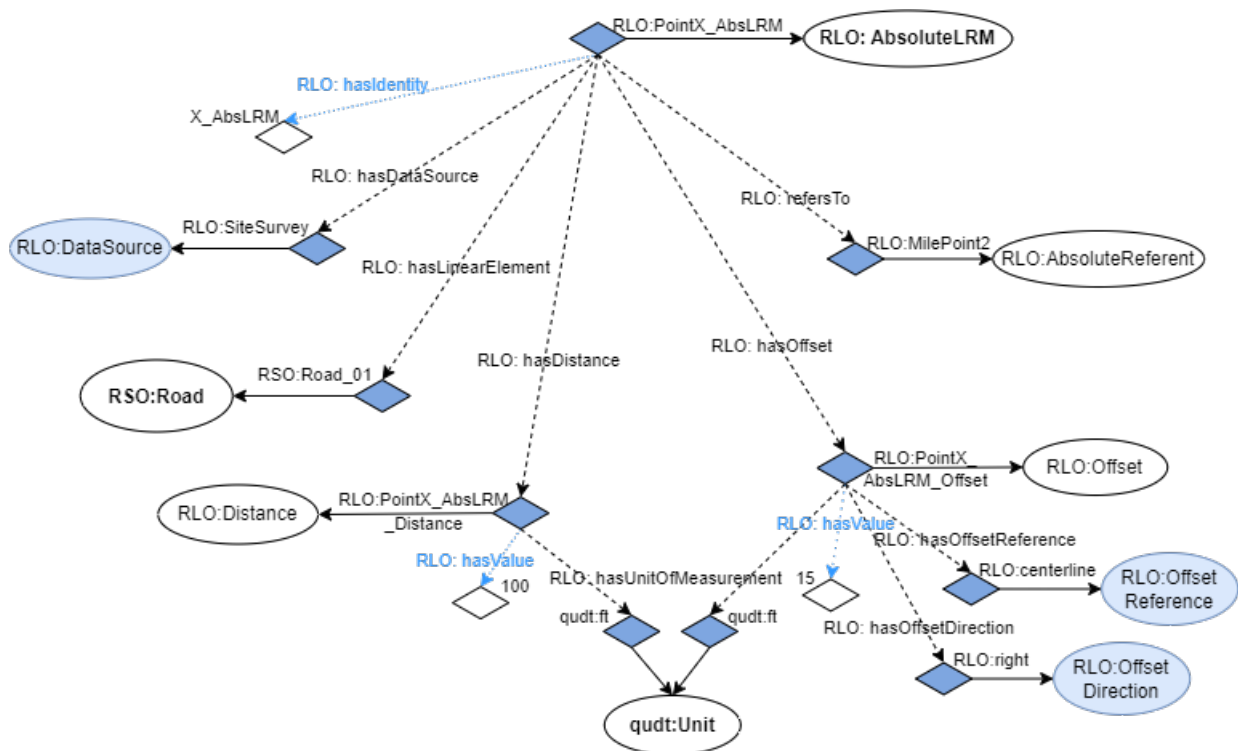 RLO:PointX_AbsLRM
RLO: AbsoluteLRM
RLO: hasIdentity
X_AbsLRM
RLO: hasDataSource
RLO: refersTo
RLO:SiteSurvey
RLO:DataSource
RLO:MilePoint2
RLO:AbsoluteReferent
RLO: hasLinearElement
RLO: hasOffset
RLO: hasDistance
RSO:Road_01
RSO:Road
RLO:PointX_
AbsLRM_Offset
RLO:Offset
RLO:PointX_AbsLRM
_Distance
RLO:Distance
RLO: hasValue
RLO: hasOffsetReference
RLO: hasValue
100
RLO: hasUnitOfMeasurement
15
RLO:centerline
RLO:Offset
Reference
qudt:ft
qudt:ft
RLO: hasOffsetDirection
RLO:right
RLO:Offset
Direction
qudt:Unit